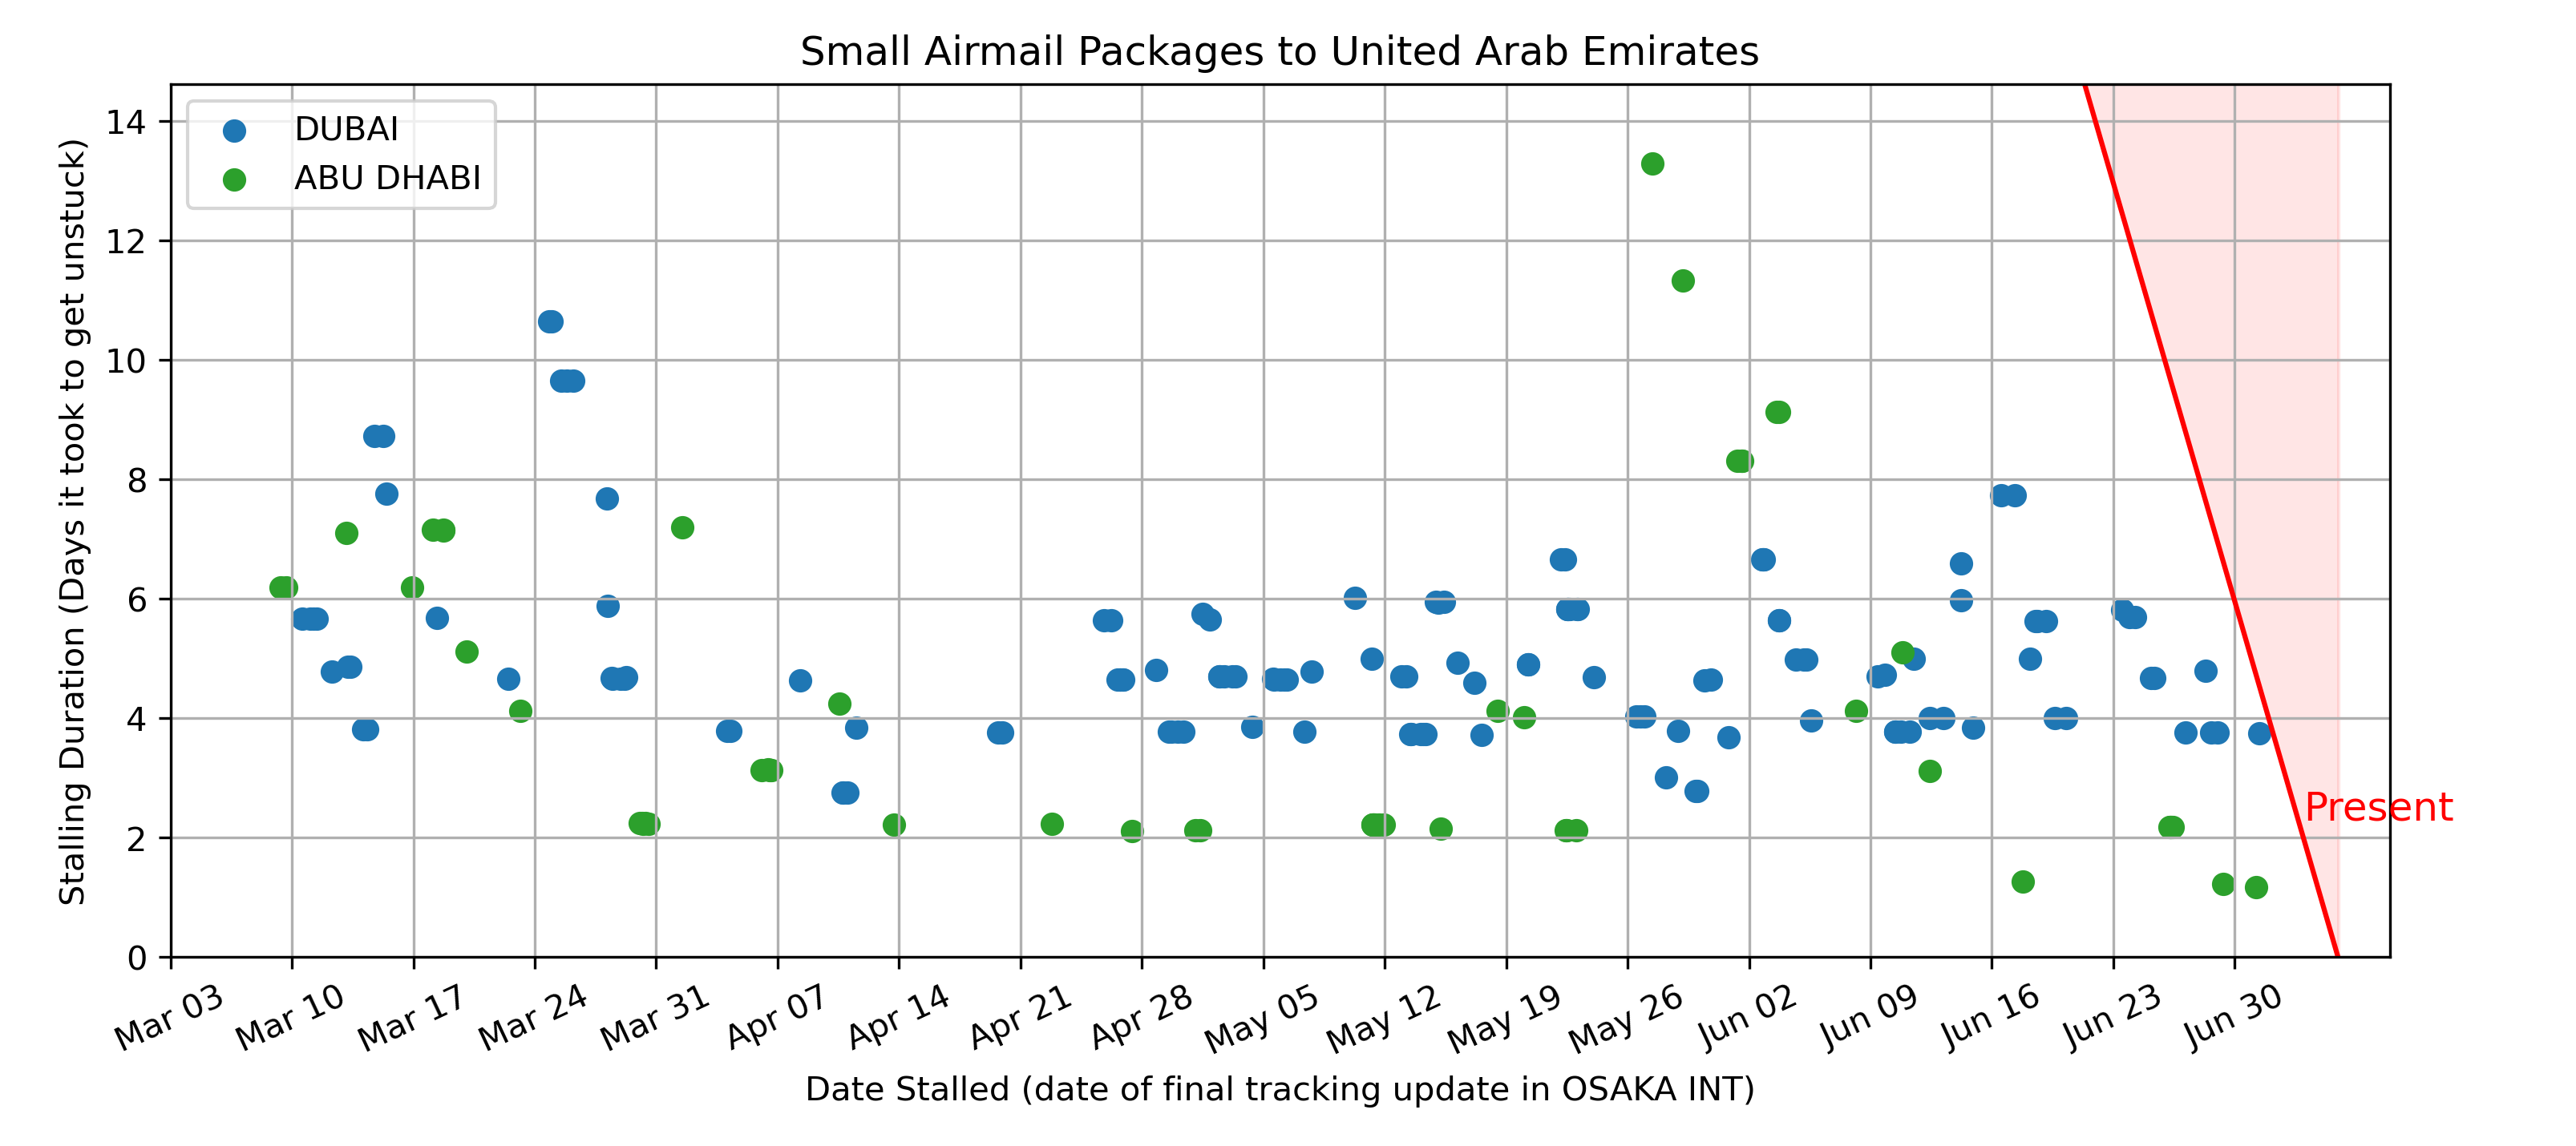 Small Airmail Packages to United Arab Emirates
DUBAI
ABU DHABI
Stalling Duration (Days it took to get unstuck)
14
12
10
8
6
4
2
0
Present
Mar 03
Mar 10
Mar 17
Mar 24
Mar 31
Apr 07
Apr 14
Apr 21
Apr 28
May 05
May 12
May 19
May 26
Jun 02
Jun 09
Jun 16
Jun 23
Jun 30
Date Stalled (date of final tracking update in OSAKA INT)